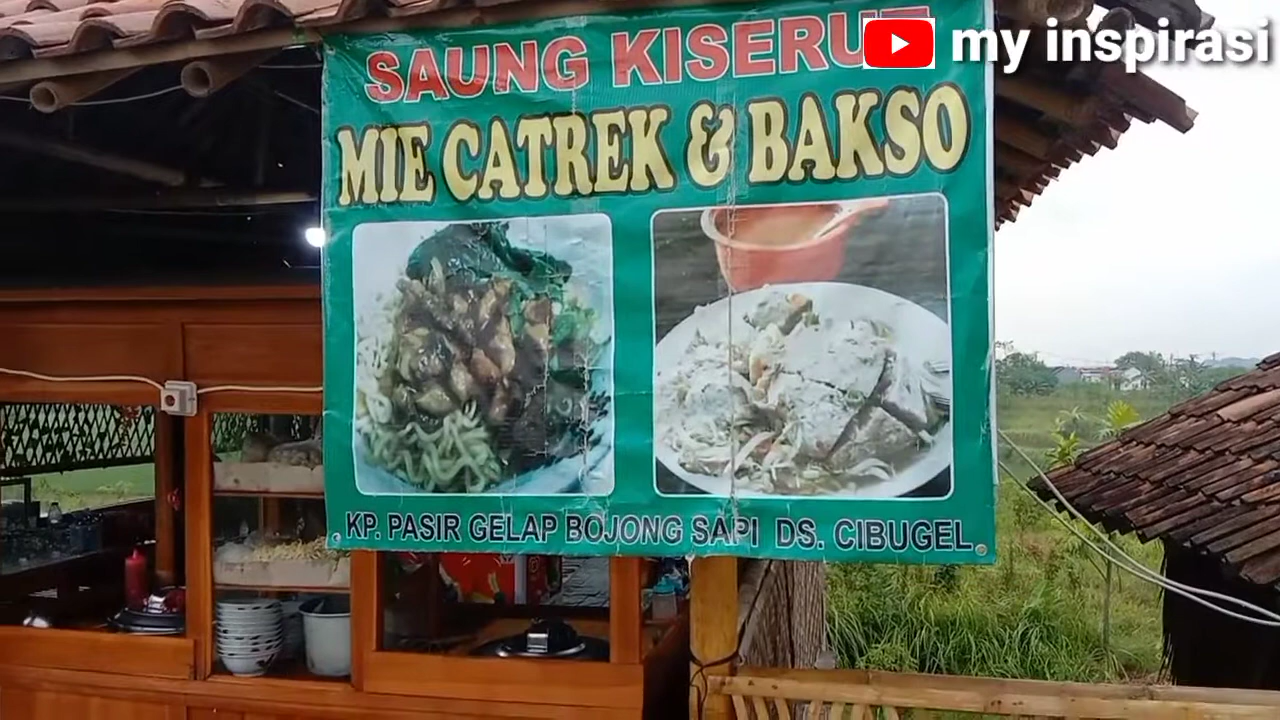 my inspirasi
SAUNG KISERUT
MIE CATREK & BAKSO
KP. PASIR GELAP BOJONG SAPI DS. CIBUGEL